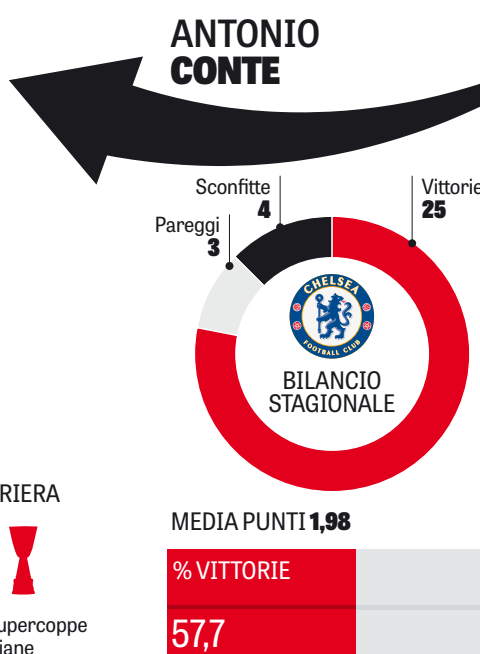 ANTONIO
CONTE
Sconfitte
4
Vittorie
25
Pareggi
3
CHELSEA
FOOTBALL CLUB
BILANCIO
STAGIONALE
RIERA
MEDIA PUNTI 1,98
% VITTORIE
upercoppe
iane
57,7